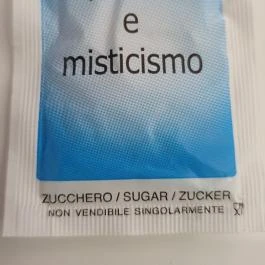 e
misticismo
ZUCCHERO / SUGAR / ZUCKER
NON VENDIBILE SINGOLARMENTE